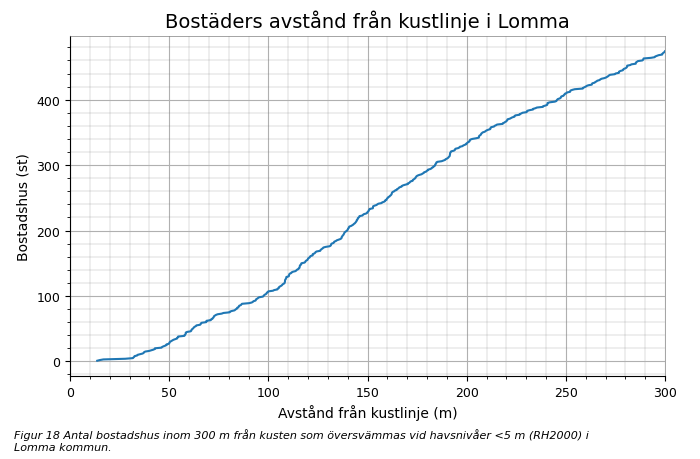 Bostäders avstånd från kustlinje i Lomma
Bostadshus (st)
400
300
200
100
0
0 50 100 150 200 250 300
Avstånd från kustlinje (m)
Figur 18 Antal bostadshus inom 300 m från kusten som översvämmas vid havsnivåer <5 m (RH2000) i
Lomma kommun.